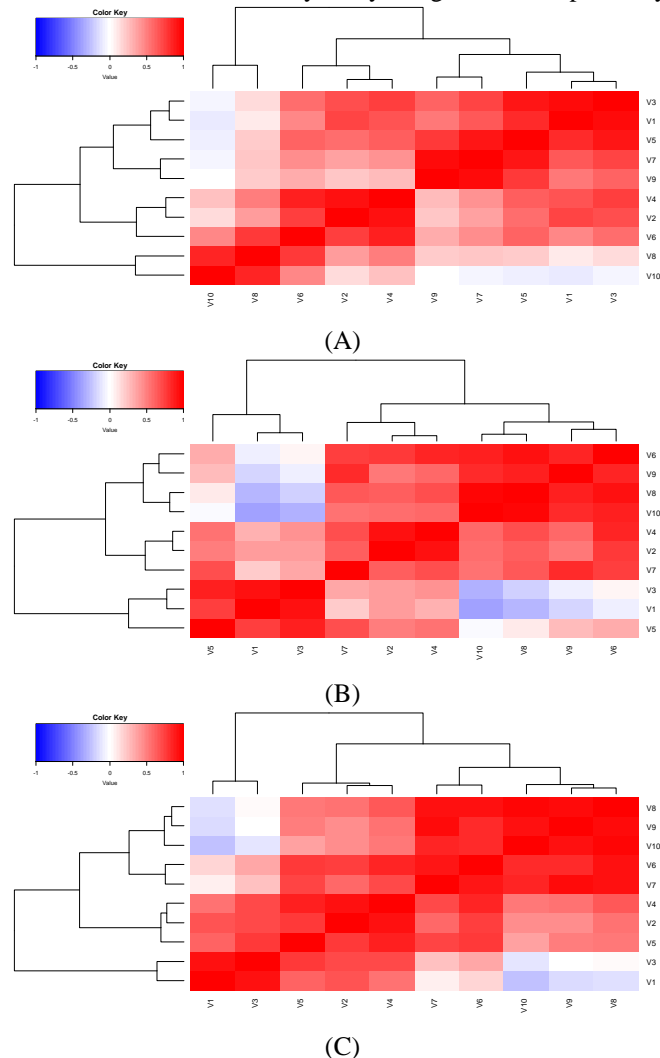 Color Key
-1 -0.5 0 0.5 1
Value
V3
V1
V5
V7
V9
V4
V2
V6
V8
V10
V10 V8 V6 V2 V4 V9 V7 V5 V1 V3
(A)
Color Key
-1 -0.5 0 0.5 1
Value
V6
V9
V8
V10
V4
V2
V7
V3
V1
V5
V5 V1 V3 V7 V2 V4 V10 V8 V9 V6
(B)
Color Key
-1 -0.5 0 0.5 1
Value
V8
V9
V10
V6
V7
V4
V2
V5
V3
V1
V1 V3 V5 V2 V4 V7 V6 V10 V9 V8
(C)